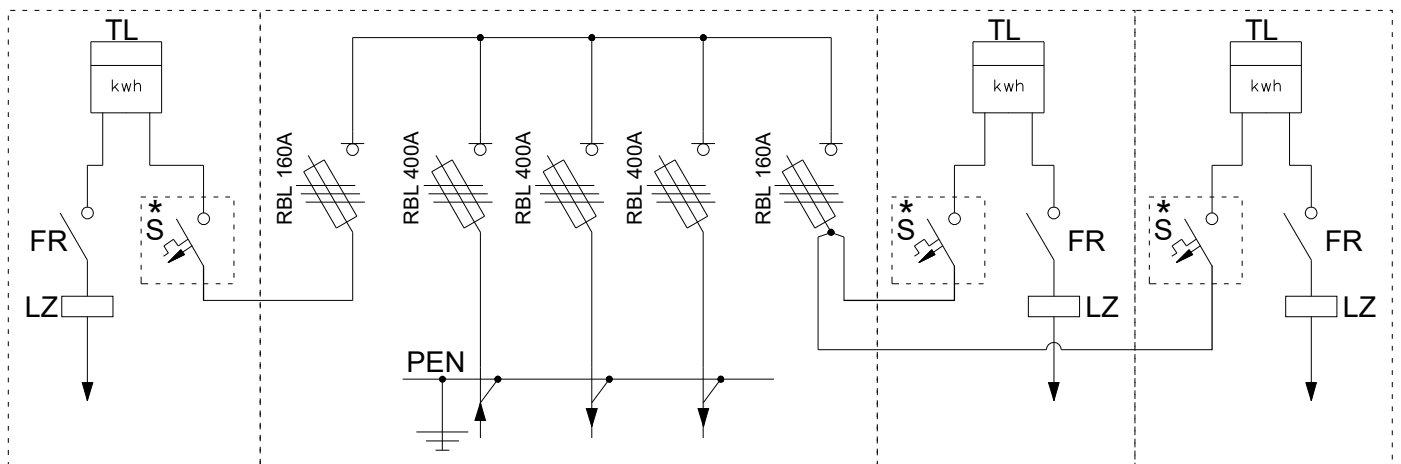 TL
kwh
FR
*
S
LZ
RBL 160A
RBL 400A
RBL 400A
RBL 400A
RBL 160A
PEN
TL
kwh
*
S
FR
LZ
TL
kwh
*
S
FR
LZ